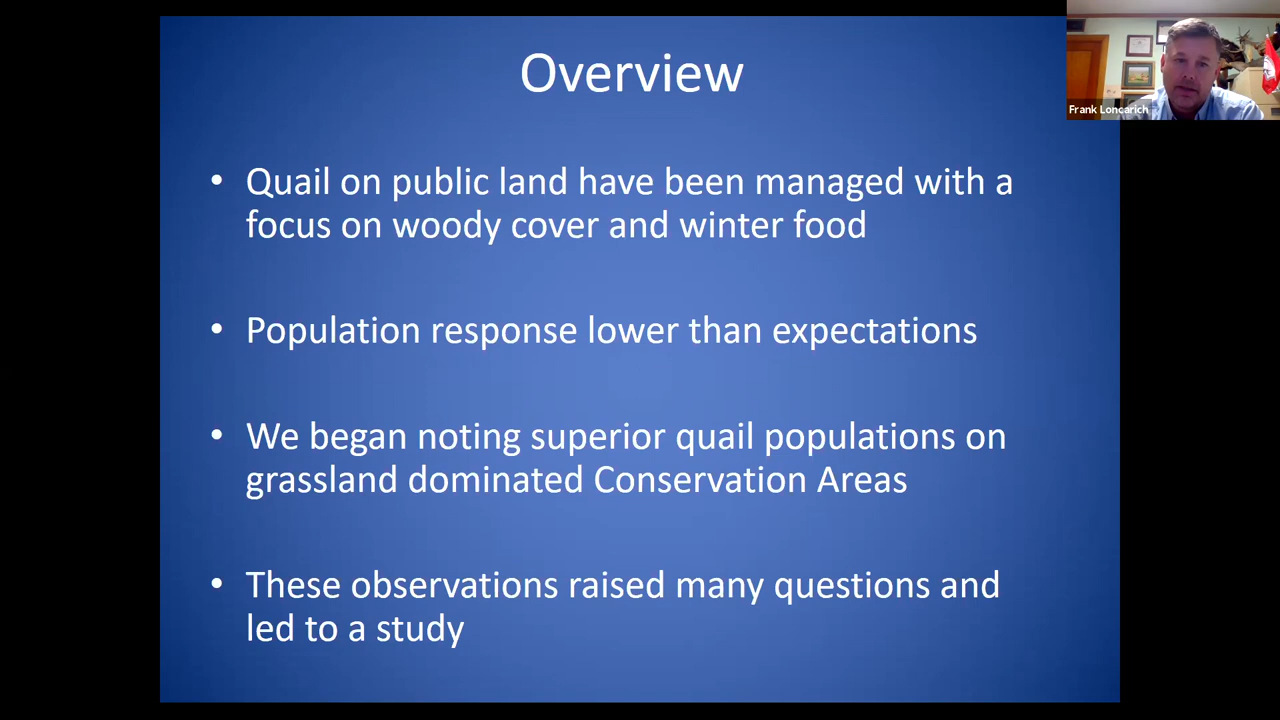 Overview
Frank Loncarich
• Quail on public land have been managed with a
focus on woody cover and winter food
• Population response lower than expectations
• We began noting superior quail populations on
grassland dominated Conservation Areas
• These observations raised many questions and
led to a study